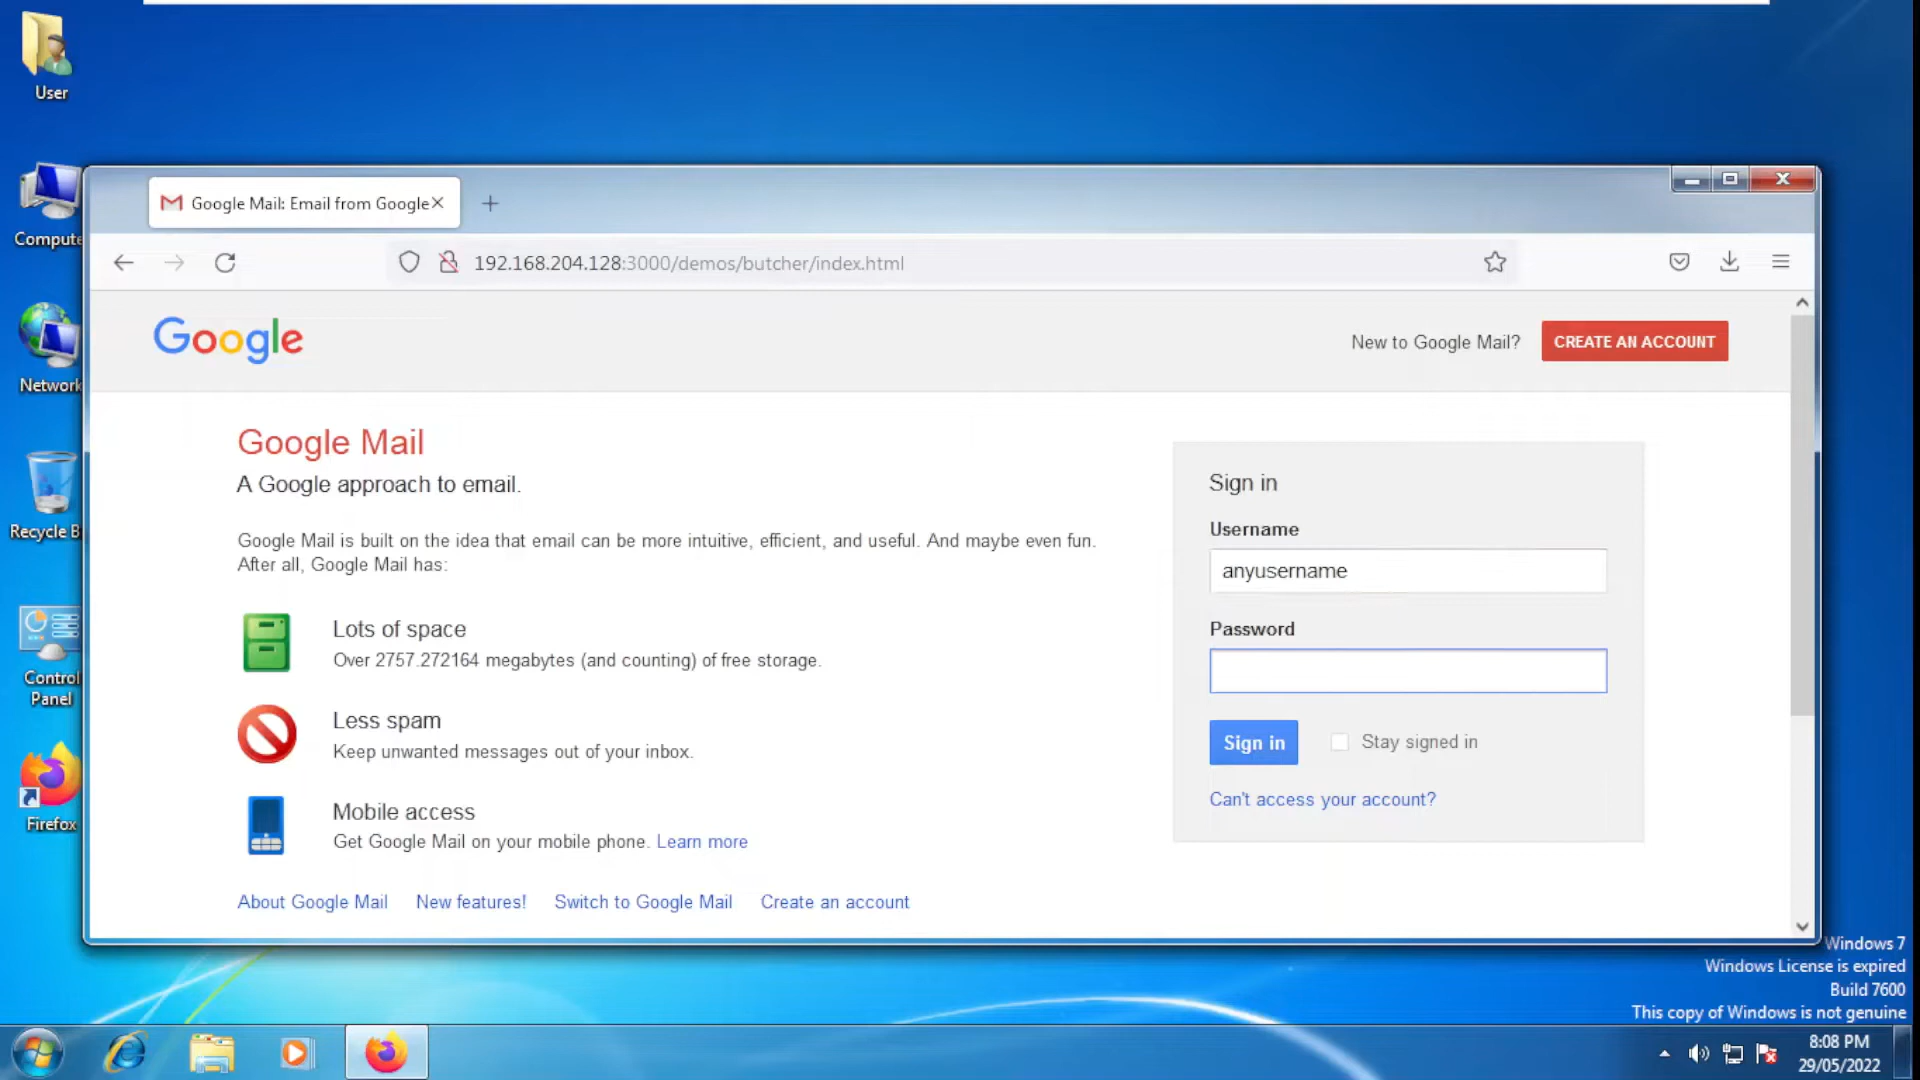 User
Google Mail: Email from Google
192.168.204.128:3000/demos/butcher/index.html
Compute
Network
Recycle B
Control
Panel
Firefox
Google
New to Google Mail?
CREATE AN ACCOUNT
Google Mail
A Google approach to email.
Google Mail is built on the idea that email can be more intuitive, efficient, and useful. And maybe even fun.
After all, Google Mail has:
Lots of space
Over 2757.272164 megabytes (and counting) of free storage.
Less spam
Keep unwanted messages out of your inbox.
Mobile access
Get Google Mail on your mobile phone. Learn more
About Google Mail
New features!
Switch to Google Mail
Create an account
Sign in
Username
anyusername
Password
Sign in
Stay signed in
Can't access your account?
Windows 7
Windows License is expired
Build 7600
This copy of Windows is not genuine
8:08 PM
29/05/2022